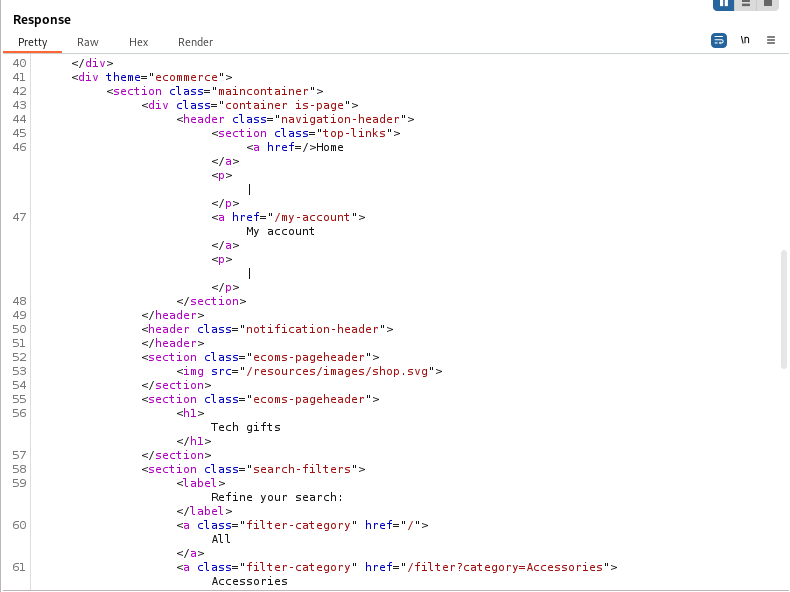 Response
Pretty Raw Hex Render \n
40 </div>
41 <div theme="ecommerce">
42 <section class="maincontainer">
43 <div class="container is-page">
44 <header class="navigation-header">
45 <section class="top-links">
46 <a href=/>Home
</a>
<p>
|
</p>
47 <a href="/my-account">
My account
</a>
<p>
|
</p>
48 </section>
49 </header>
50 <header class="notification-header">
51 </header>
52 <section class="ecoms-pageheader">
53 <img src="/resources/images/shop.svg">
54 </section>
55 <section class="ecoms-pageheader">
56 <h1>
Tech gifts
</h1>
57 </section>
58 <section class="search-filters">
59 <label>
Refine your search:
</label>
60 <a class="filter-category" href="/">
All
</a>
61 <a class="filter-category" href="/filter?category=Accessories">
Accessories